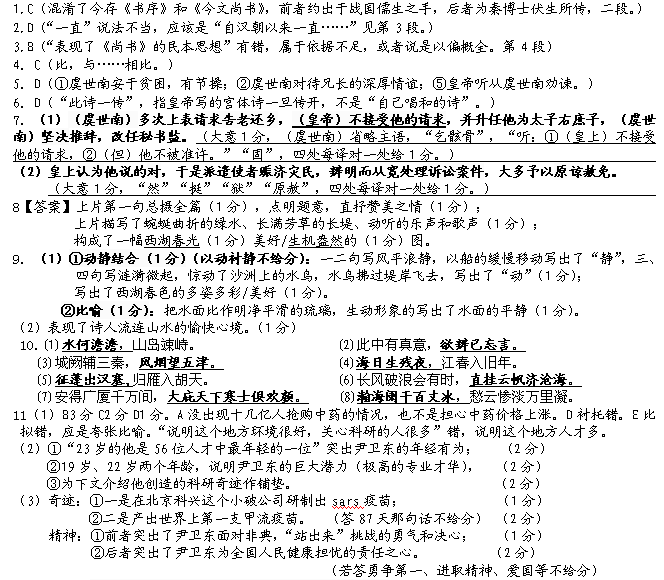 1.C（混淆了今存《书序》和《今文尚书》，前者约出于战国儒生之手，后者为秦博士伏生所传，二段。）
2.D（“一直”说法不当，应该是“自汉朝以来一直……”见第 3 段。）
3.B（“表现了《尚书》的民本思想”有错，属于依据不足，或者说是以偏概全。第 4 段）
4. C（比，与……相比。）
5. D（①虞世南安于贫困，有节操；②虞世南对待兄长的深厚情谊；⑤皇帝听从虞世南劝谏。）
6. D（“此诗一传”，指皇帝写的宫体诗一旦传开，不是“自己唱和的诗”。）
7. （1）（虞世南）多次上表请求告老还乡，（皇帝）不接受他的请求，并升任他为太子右庶子，（虞世
南）坚决推辞，改任秘书监。（大意 1 分，（虞世南）省略主语，“乞骸骨”，“听：①（皇上）不接受
他的请求，②（但）他不被准许。”“固”，四处每译对一处给 1 分。）
（2）皇上认为他说的对，于是派遣使者赈济灾民，辩明而从宽处理诉讼案件，大多予以原谅赦免。
（大意 1 分，“然”“挺”“狱”“原赦”，四处每译对一处给 1 分。）
8【答案】上片第一句总摄全篇（1 分），点明题意，直抒赞美之情（1 分）；
上片描写了蜿蜒曲折的绿水、长满芳草的长堤、动听的乐声和歌声（1 分）；
构成了一幅西湖春光（1 分）美好/生机盎然的（1 分）图。
9. （1）①动静结合（1 分）（以动衬静不给分）：一二句写风平浪静，以船的缓慢移动写出了“静”，三、
四句写涟漪微起，惊动了沙洲上的水鸟，水鸟拂过堤岸飞去，写出了“动”（1 分）；
写出了西湖春色的多姿多彩/美好（1 分）。
②比喻（1 分）：把水面比作明净平滑的琉璃，生动形象的写出了水面的平静（1 分）。
（2）表现了诗人流连山水的愉快心境。（1 分）
10.⑴水何澹澹，山岛竦峙。 ⑵此中有真意，欲辨已忘言。
⑶城阙辅三秦，风烟望五津。 ⑷海日生残夜，江春入旧年。
⑸征蓬出汉塞，归雁入胡天。 ⑹长风破浪会有时，直挂云帆济沧海。
⑺安得广厦千万间，大庇天下寒士俱欢颜。 ⑻瀚海阑干百丈冰，愁云惨淡万里凝。
11（1）B3 分 C2 分 D1 分。A 没出现十几亿人抢购中药的情况，也不是担心中药价格上涨。D 衬托错。E 比
拟错，应是夸张比喻。“说明这个地方环境很好，关心科研的人很多”错，说明这个地方人才多。
（2）①“23 岁的他是 56 位人才中最年轻的一位”突出尹卫东的年经有为； （2 分）
②19 岁、22 岁两个年龄，说明尹卫东的巨大潜力（极高的专业才华）， （2 分）
③为下文介绍他创造的科研奇迹作铺垫。 （2 分）
（3）奇迹：①一是在北京科兴这个小破公司研制出 sars 疫苗； （1 分）
②二是产出世界上第一支甲流疫苗。 （答 87 天那句话不给分）（2 分）
精神：①前者突出了尹卫东面对非典，“站出来”挑战的勇气和决心； （1 分）
②后者突出了尹卫东为全国人民健康担忧的责任之心。 （2 分）
（若答勇争第一、进取精神、爱国等不给分）